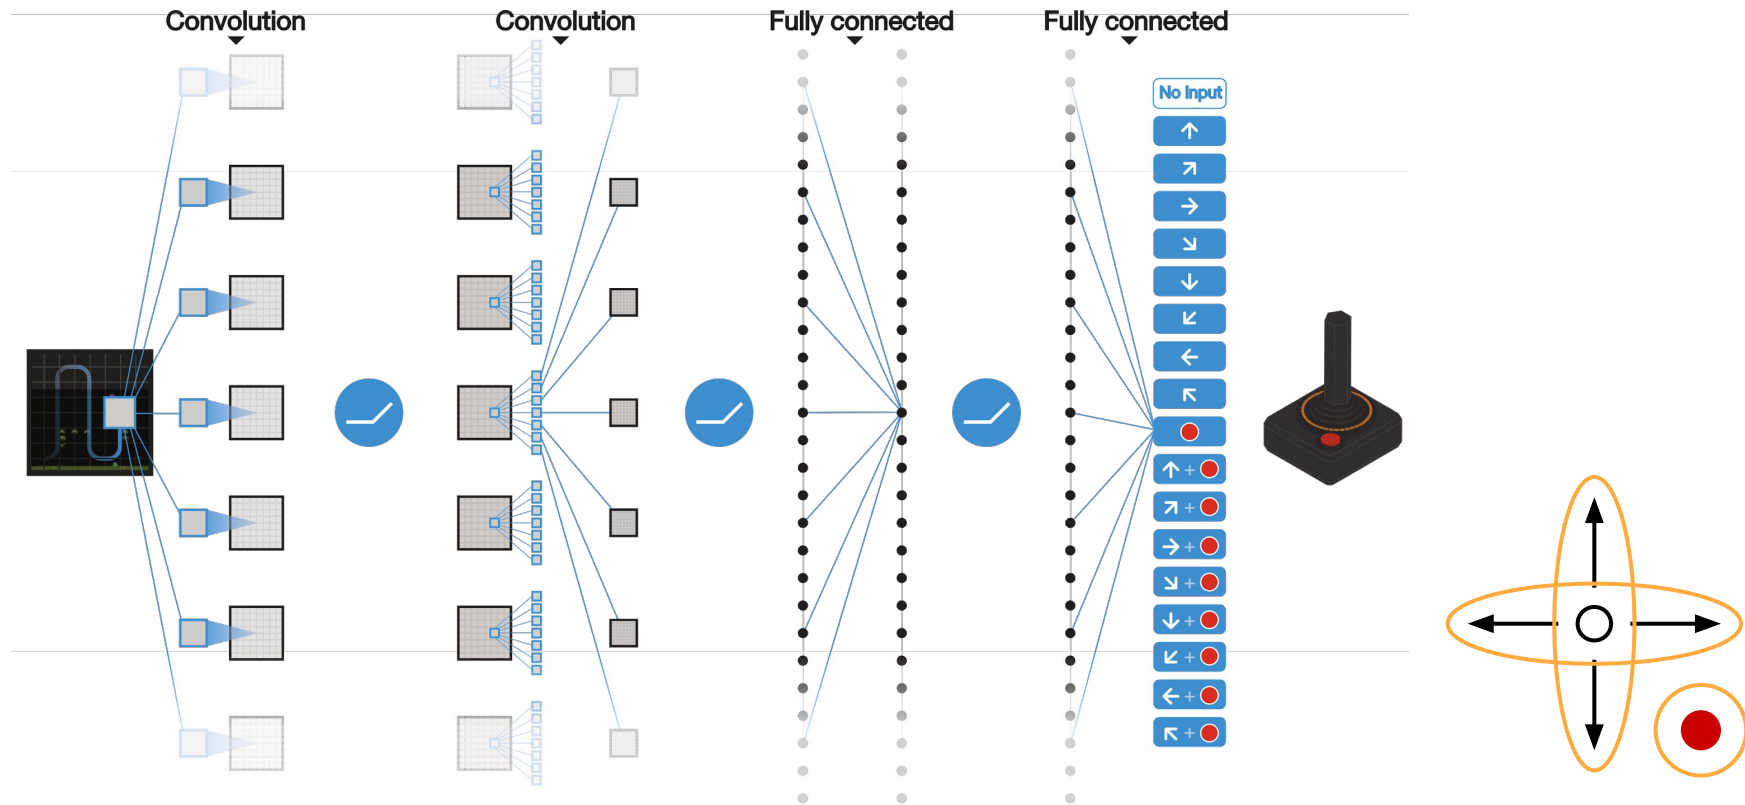 Convolution
Convolution
Fully connected
Fully connected
No Input
+
+
+
+
+
+
+
+